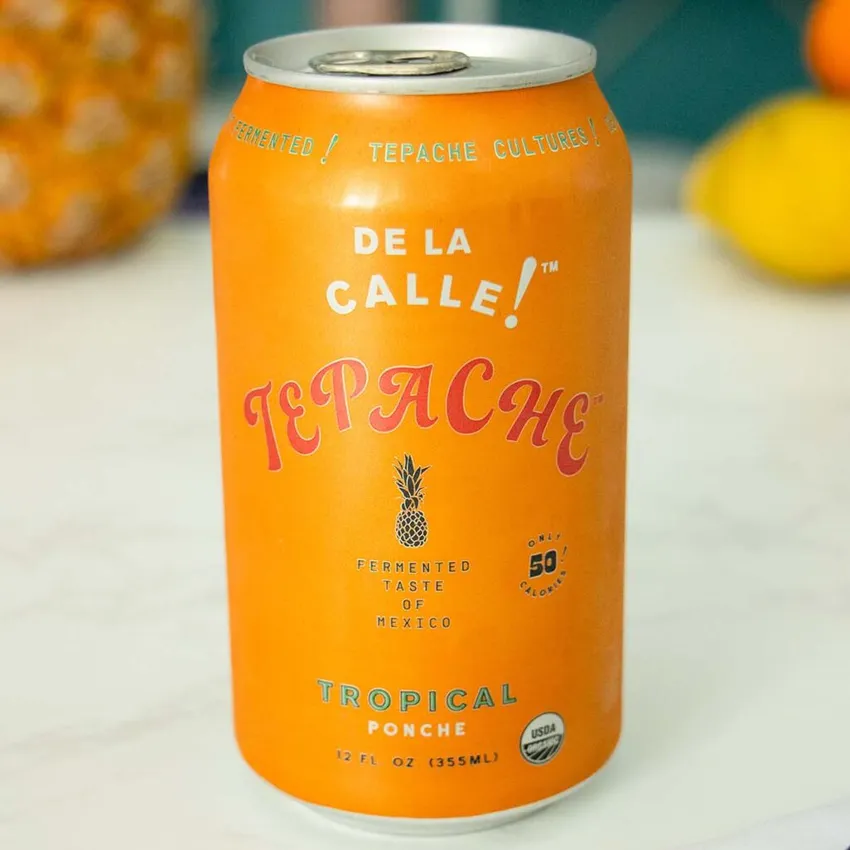 FERMENTED! TEPACHE CULTURES!
DE LA
CALLE!™
TEPACHE™
FERMENTED
TASTE
OF
MEXICO
ONLY
50!
CALORIES
TROPICAL
PONCHE
USDA
ORGANIC
12 FL OZ (355ML)